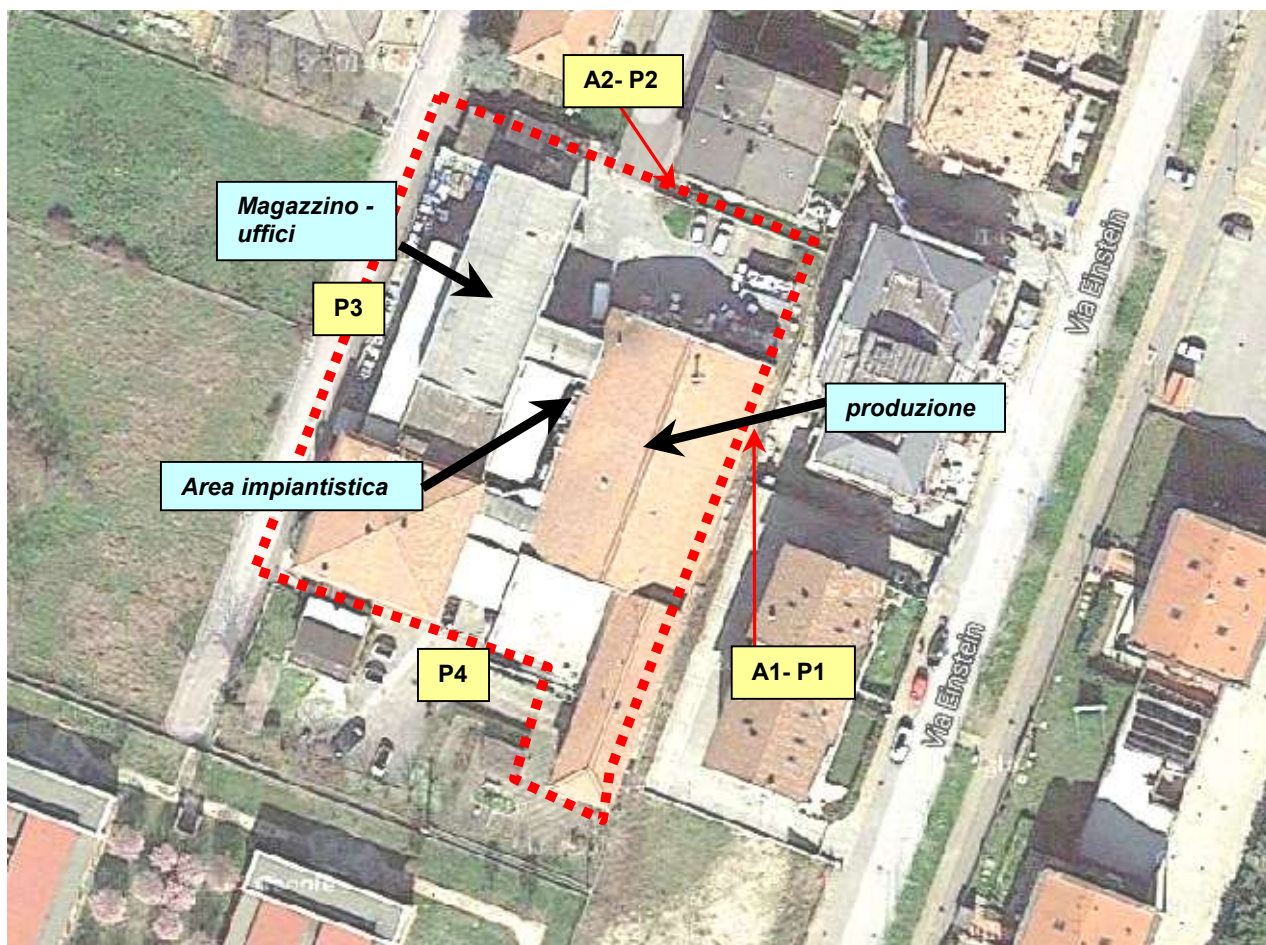 A2- P2
Magazzino -
uffici
P3
Via Einstein
produzione
Area impiantistica
P4
A1- P1
Via Einstein